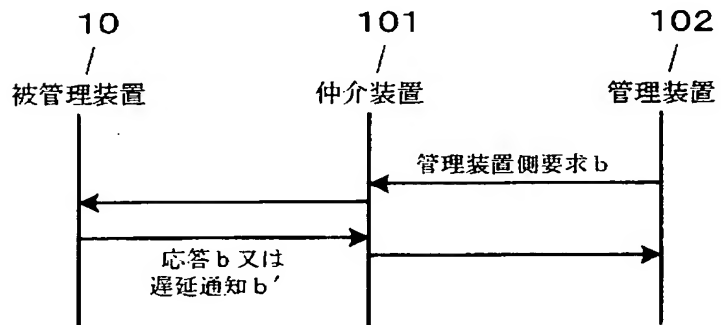 10 101 102
被管理装置 仲介装置 管理装置
管理装置側要求b
応答b又は
遅延通知b′